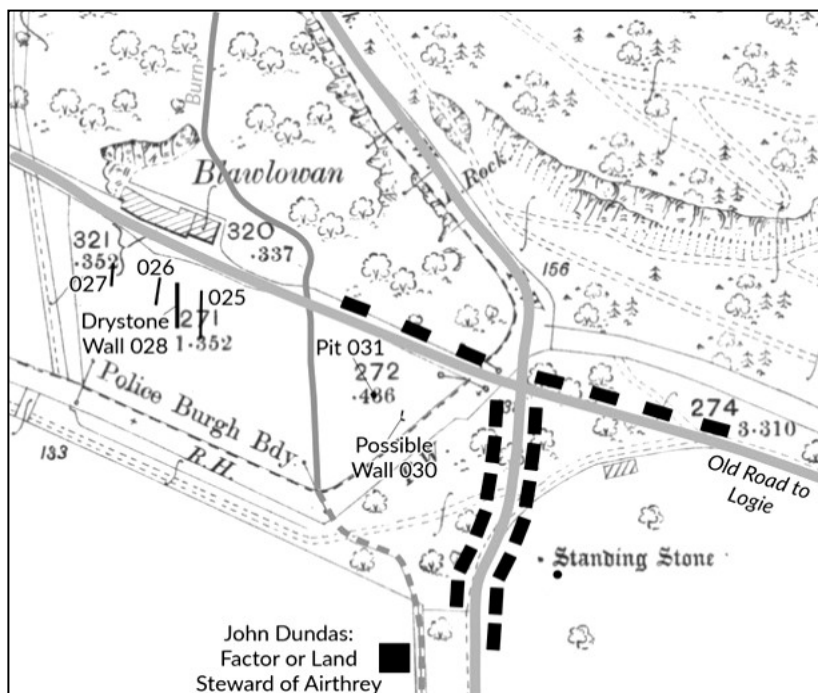 Burn
Rock.
Blawlowan
320
.337
321
.352
156
027
026
025
Drystone
Wall 028
271
1.352
Pit 031
272
.436
274
3.310
Old Road to
Logie
Police Burgh Bdy.
Possible
Wall 030
133
R.H.
Standing Stone
John Dundas:
Factor or Land
Steward of Airthrey